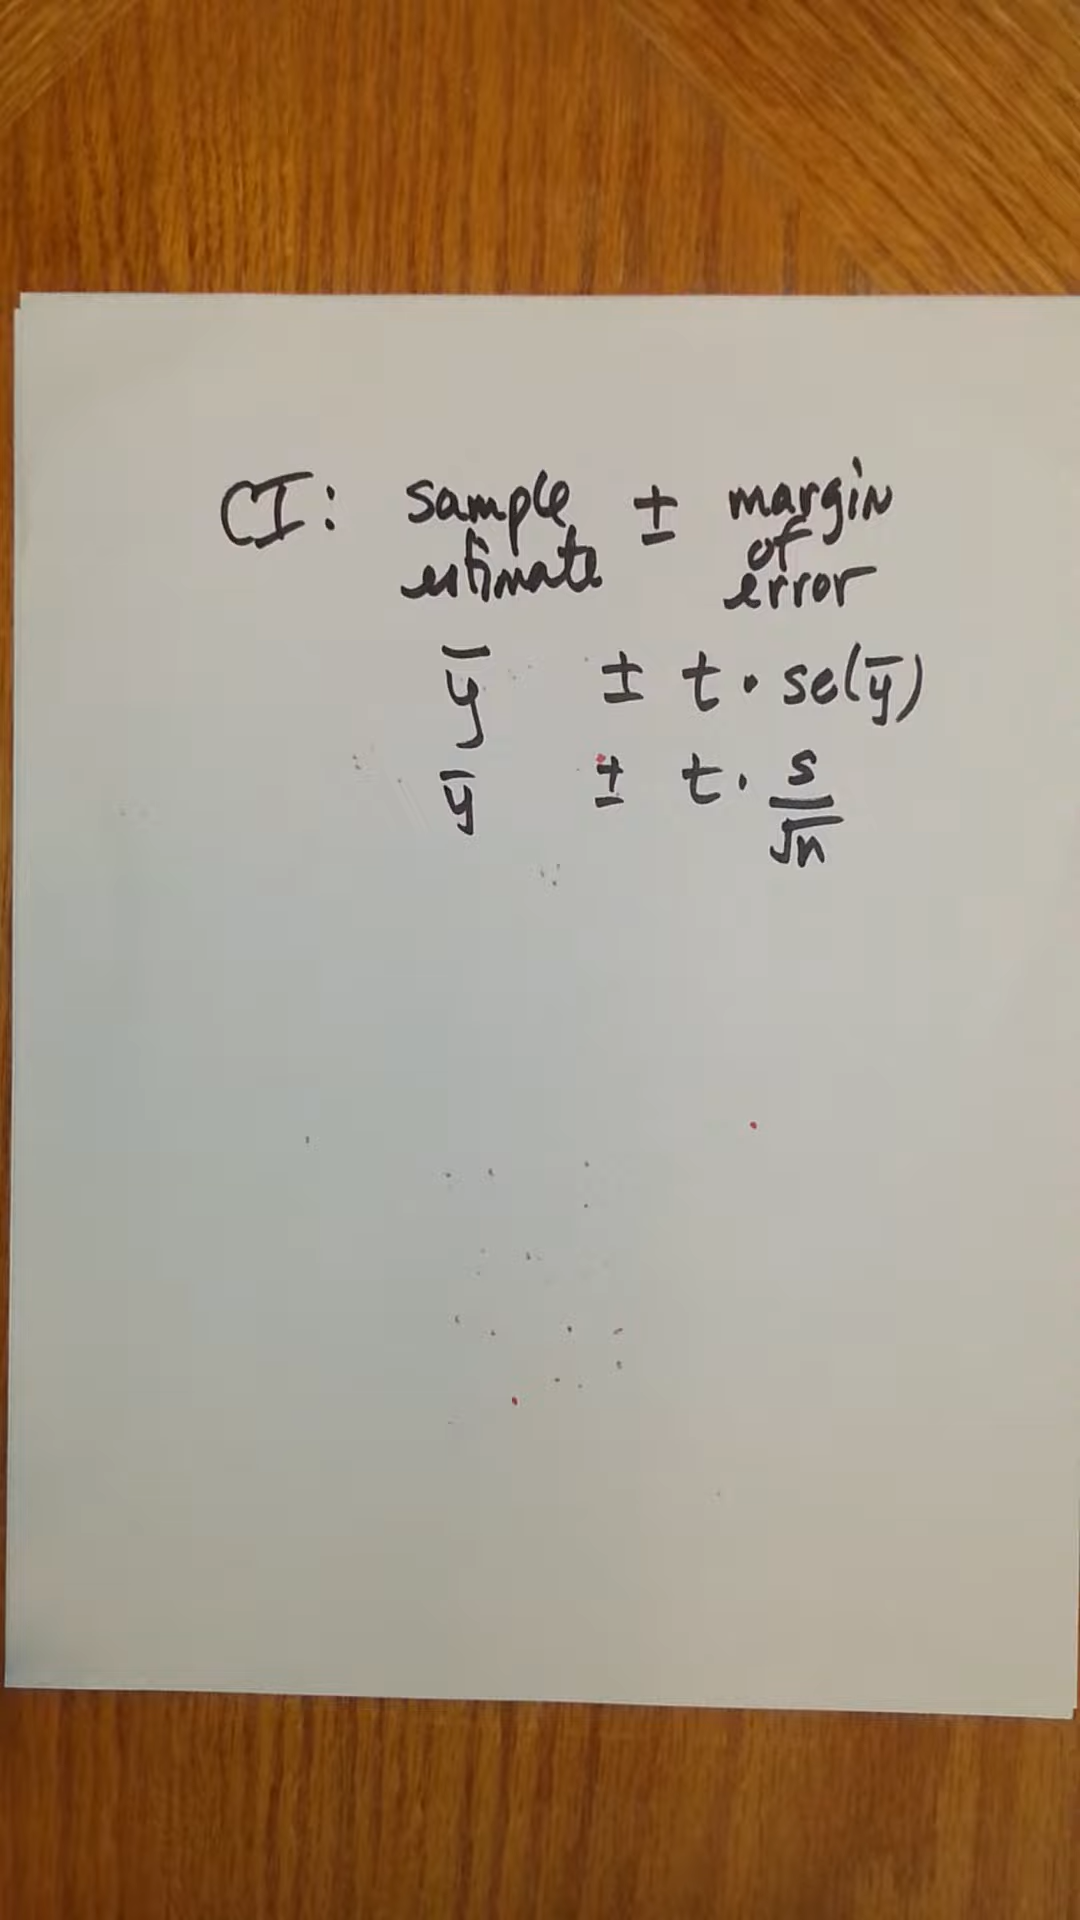 CI: sample estimate ± margin of error
ȳ ± t · se(ȳ)
ȳ ± t · s/√n